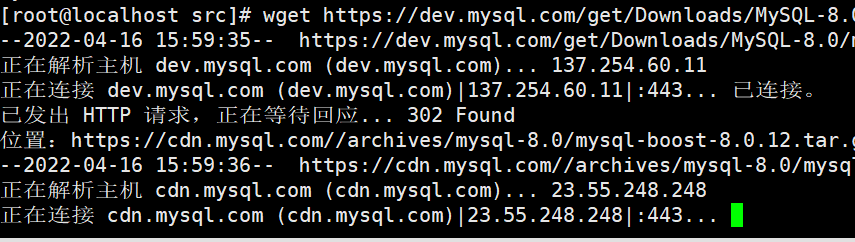 [root@localhost src]# wget https://dev.mysql.com/get/Downloads/MySQL-8.0
--2022-04-16 15:59:35--  https://dev.mysql.com/get/Downloads/MySQL-8.0/m
正在解析主机 dev.mysql.com (dev.mysql.com)... 137.254.60.11
正在连接 dev.mysql.com (dev.mysql.com)|137.254.60.11|:443... 已连接。
已发出 HTTP 请求，正在等待回应... 302 Found
位置：https://cdn.mysql.com//archives/mysql-8.0/mysql-boost-8.0.12.tar.g
--2022-04-16 15:59:36--  https://cdn.mysql.com//archives/mysql-8.0/mysql
正在解析主机 cdn.mysql.com (cdn.mysql.com)... 23.55.248.248
正在连接 cdn.mysql.com (cdn.mysql.com)|23.55.248.248|:443...